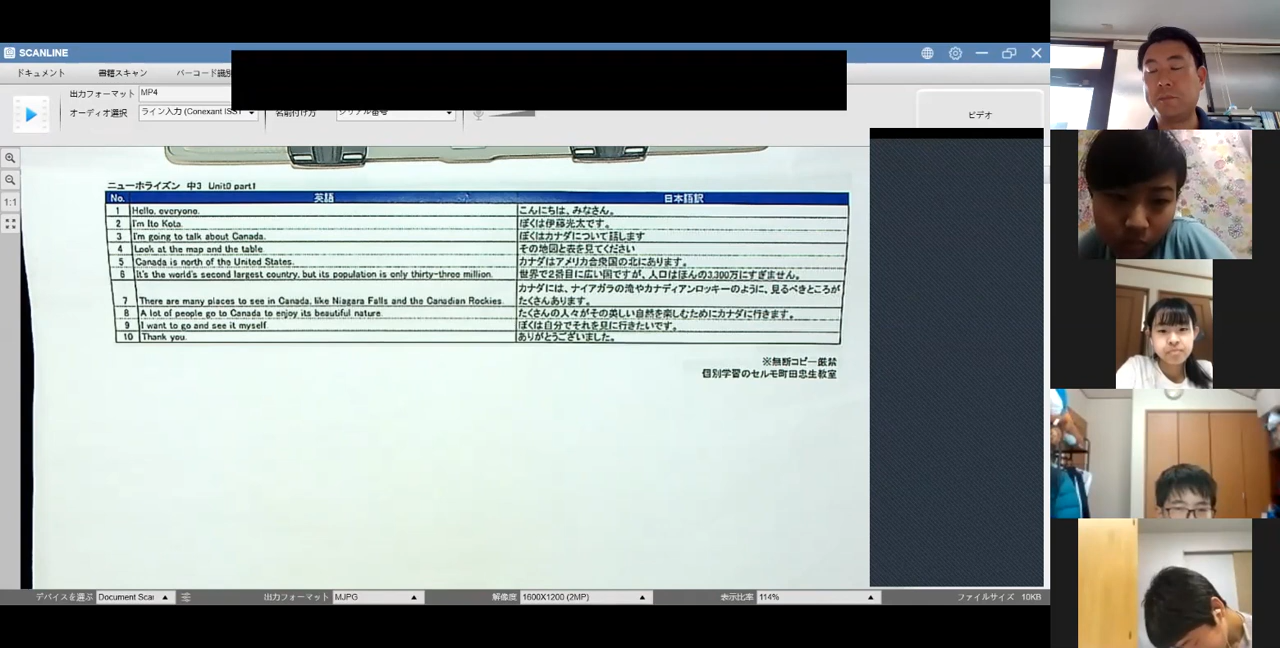 SCANLINE
ドキュメント 書籍スキャン バーコード識別
出力フォーマット MP4
オーディオ選択 ライン入力 (Conexant ISST
シリアル番号
ビデオ
1:1
ニューホライズン 中3 Unit0 part1
No. 英語 日本語訳
1 Hello, everyone. こんにちは、みなさん。
2 I'm Ito Kota. ぼくは伊藤光太です。
3 I'm going to talk about Canada. ぼくはカナダについて話します
4 Look at the map and the table その地図と表を見てください
5 Canada is north of the United States. カナダはアメリカ合衆国の北にあります。
6 It's the world's second largest country, but its population is only thirty-three million. 世界で2番目に広い国ですが、人口はほんの3,300万にすぎません。
カナダには、ナイアガラの滝やカナディアンロッキーのように、見るべきところが
7 There are many places to see in Canada, like Niagara Falls and the Canadian Rockies. たくさんあります。
8 A lot of people go to Canada to enjoy its beautiful nature. たくさんの人々がその美しい自然を楽しむためにカナダに行きます。
9 I want to go and see it myself. ぼくは自分でそれを見に行きたいです。
10 Thank you. ありがとうございました。
※無断コピー厳禁
個別学習のセルモ町田忠生教室
デバイスを選ぶ Document Scar 出力フォーマット MJPG 解像度 1600X1200 (2MP) 表示比率 114% ファイルサイズ 10KB